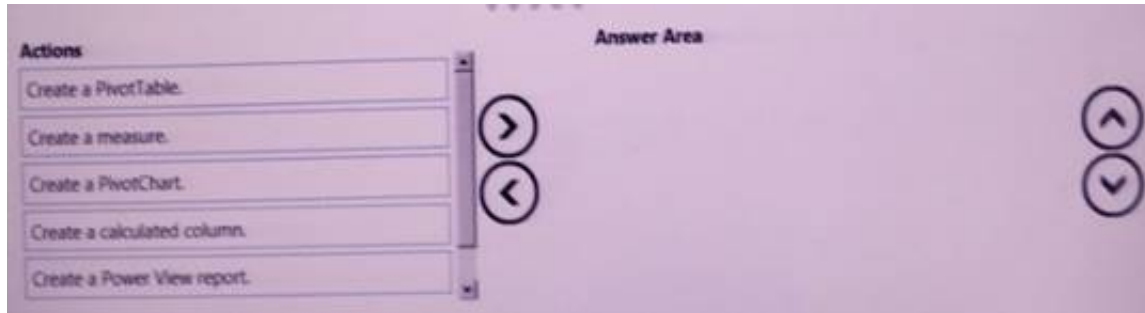 Actions
Answer Area
Create a PivotTable.
Create a measure.
Create a PivotChart.
Create a calculated column.
Create a Power View report.